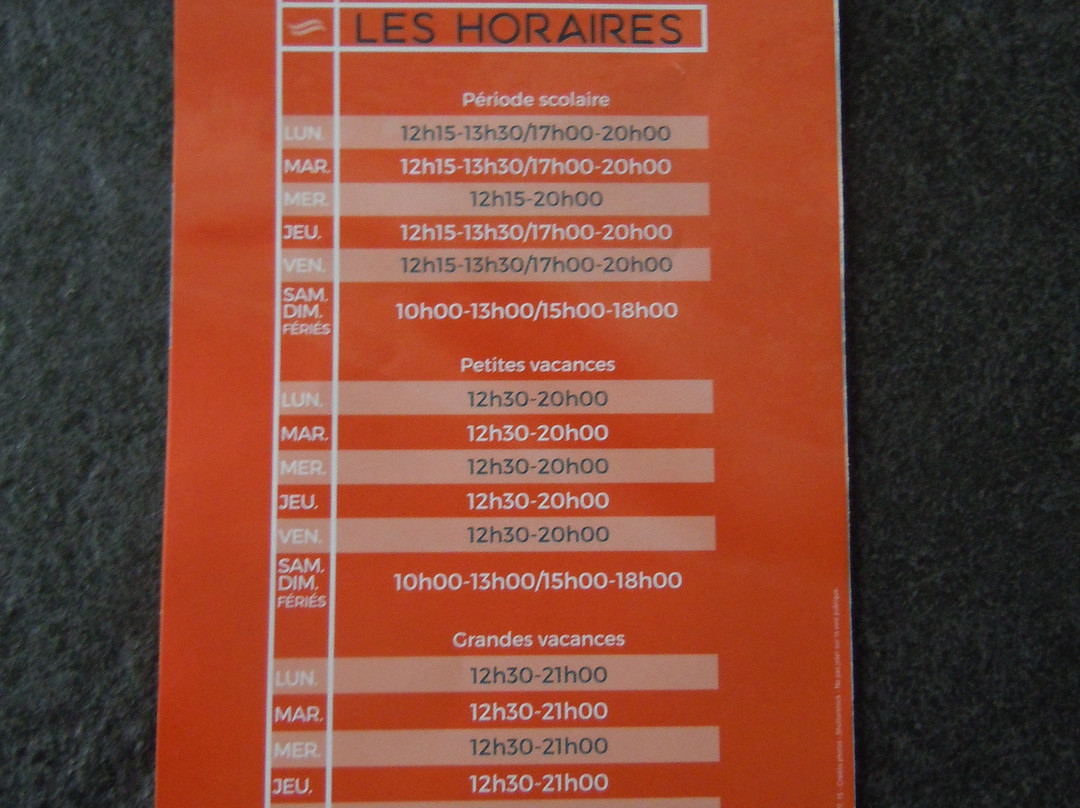 LES HORAIRES
Période scolaire
LUN. 12h15-13h30/17h00-20h00
MAR. 12h15-13h30/17h00-20h00
MER. 12h15-20h00
JEU. 12h15-13h30/17h00-20h00
VEN. 12h15-13h30/17h00-20h00
SAM.
DIM. 10h00-13h00/15h00-18h00
FÉRIÉS
Petites vacances
LUN. 12h30-20h00
MAR. 12h30-20h00
MER. 12h30-20h00
JEU. 12h30-20h00
VEN. 12h30-20h00
SAM.
DIM. 10h00-13h00/15h00-18h00
FÉRIÉS
Grandes vacances
LUN. 12h30-21h00
MAR. 12h30-21h00
MER. 12h30-21h00
JEU. 12h30-21h00